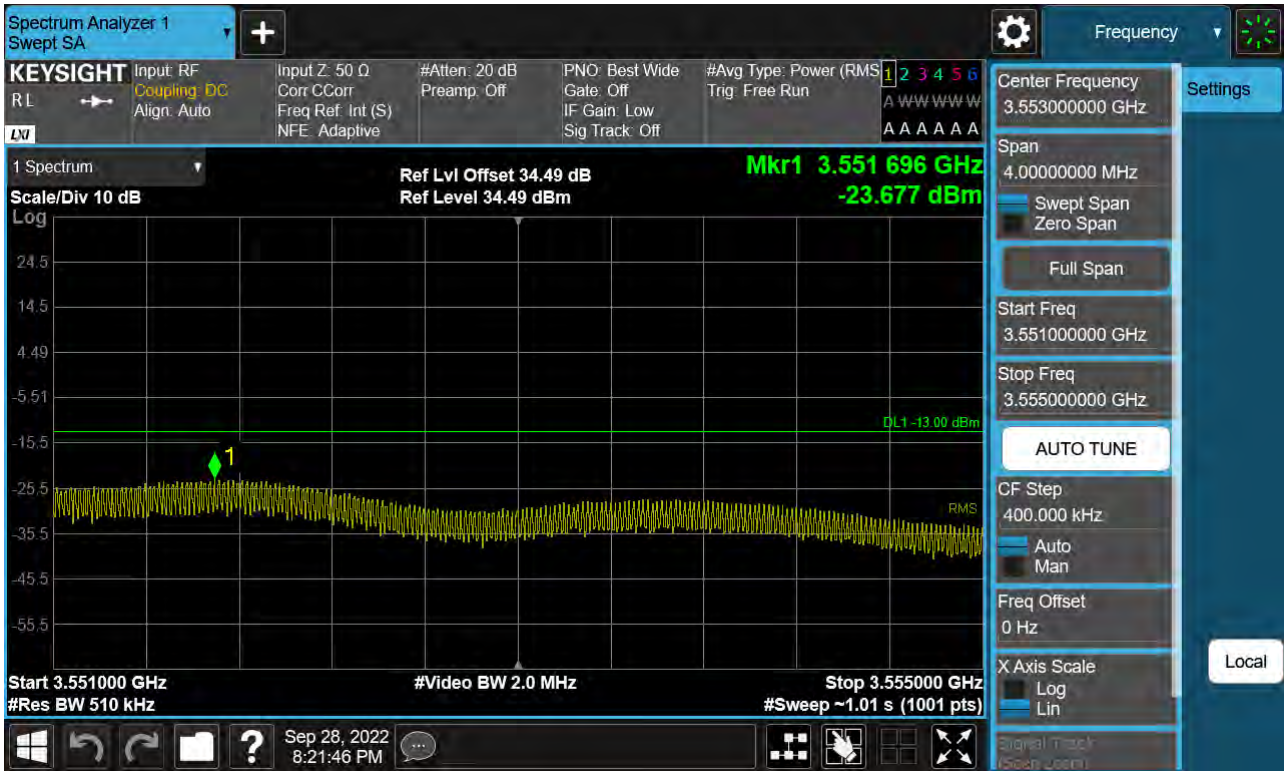 Spectrum Analyzer 1
Swept SA
+
Frequency
KEYSIGHT
RL
LXI
Input: RF
Coupling: DC
Align: Auto
Input Z: 50 Ω
Corr CCorr
Freq Ref: Int (S)
NFE: Adaptive
#Atten: 20 dB
Preamp: Off
PNO: Best Wide
Gate: Off
IF Gain: Low
Sig Track: Off
#Avg Type: Power (RMS
Trig: Free Run
1 2 3 4 5 6
A W W W W W
A A A A A A
1 Spectrum
Scale/Div 10 dB
Log
Ref Lvl Offset 34.49 dB
Ref Level 34.49 dBm
Mkr1 3.551 696 GHz
-23.677 dBm
24.5
14.5
4.49
-5.51
DL1 -13.00 dBm
-15.5
1
-25.5
RMS
-35.5
-45.5
-55.5
Start 3.551000 GHz
#Res BW 510 kHz
#Video BW 2.0 MHz
Stop 3.555000 GHz
#Sweep ~1.01 s (1001 pts)
Center Frequency
3.553000000 GHz
Span
4.00000000 MHz
Swept Span
Zero Span
Full Span
Start Freq
3.551000000 GHz
Stop Freq
3.555000000 GHz
AUTO TUNE
CF Step
400.000 kHz
Auto
Man
Freq Offset
0 Hz
X Axis Scale
Log
Lin
Signal Track
(Span Zoom)
Settings
Local
?
Sep 28, 2022
8:21:46 PM